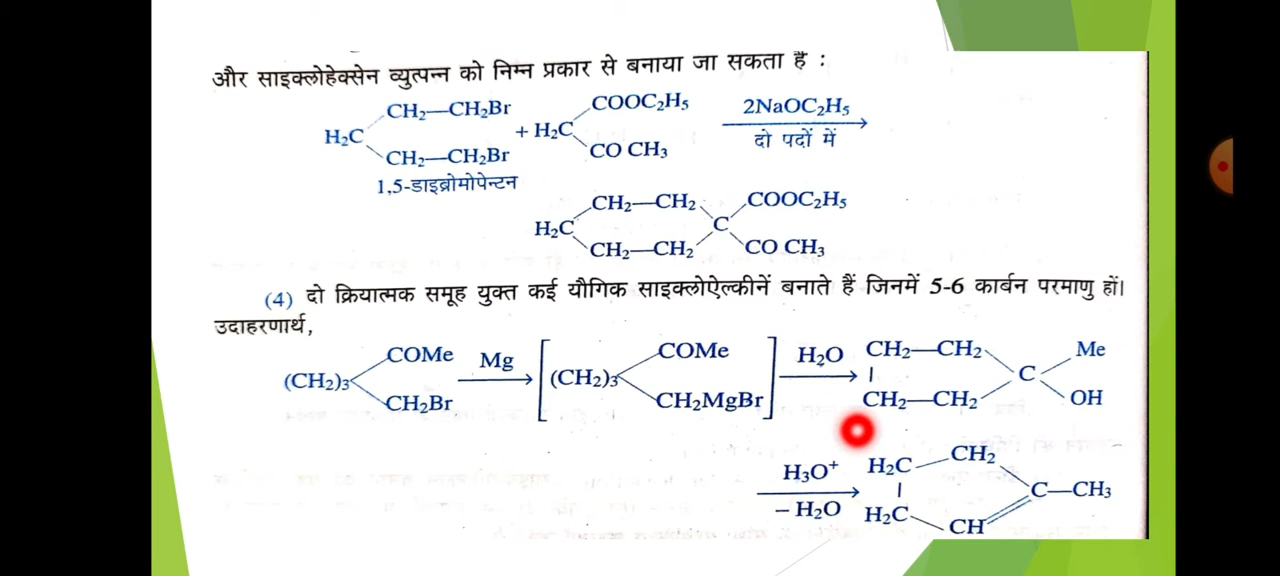 और साइक्लोहेक्सेन व्युत्पन्न को निम्न प्रकार से बनाया जा सकता है :
CH₂—CH₂Br
H₂C
CH₂—CH₂Br
1,5-डाइब्रोमोपेन्टन
+ H₂C
COOC₂H₅
CO CH₃
2NaOC₂H₅
दो पदों में
CH₂—CH₂
H₂C
CH₂—CH₂
C
COOC₂H₅
CO CH₃
(4) दो क्रियात्मक समूह युक्त कई यौगिक साइक्लोऐल्कीनें बनाते हैं जिनमें 5-6 कार्बन परमाणु हों।
उदाहरणार्थ,
(CH₂)₃
COMe
CH₂Br
Mg
(CH₂)₃
COMe
CH₂MgBr
H₂O
CH₂—CH₂
CH₂—CH₂
C
Me
OH
H₃O⁺
– H₂O
H₂C
CH₂
C—CH₃
H₂C
CH